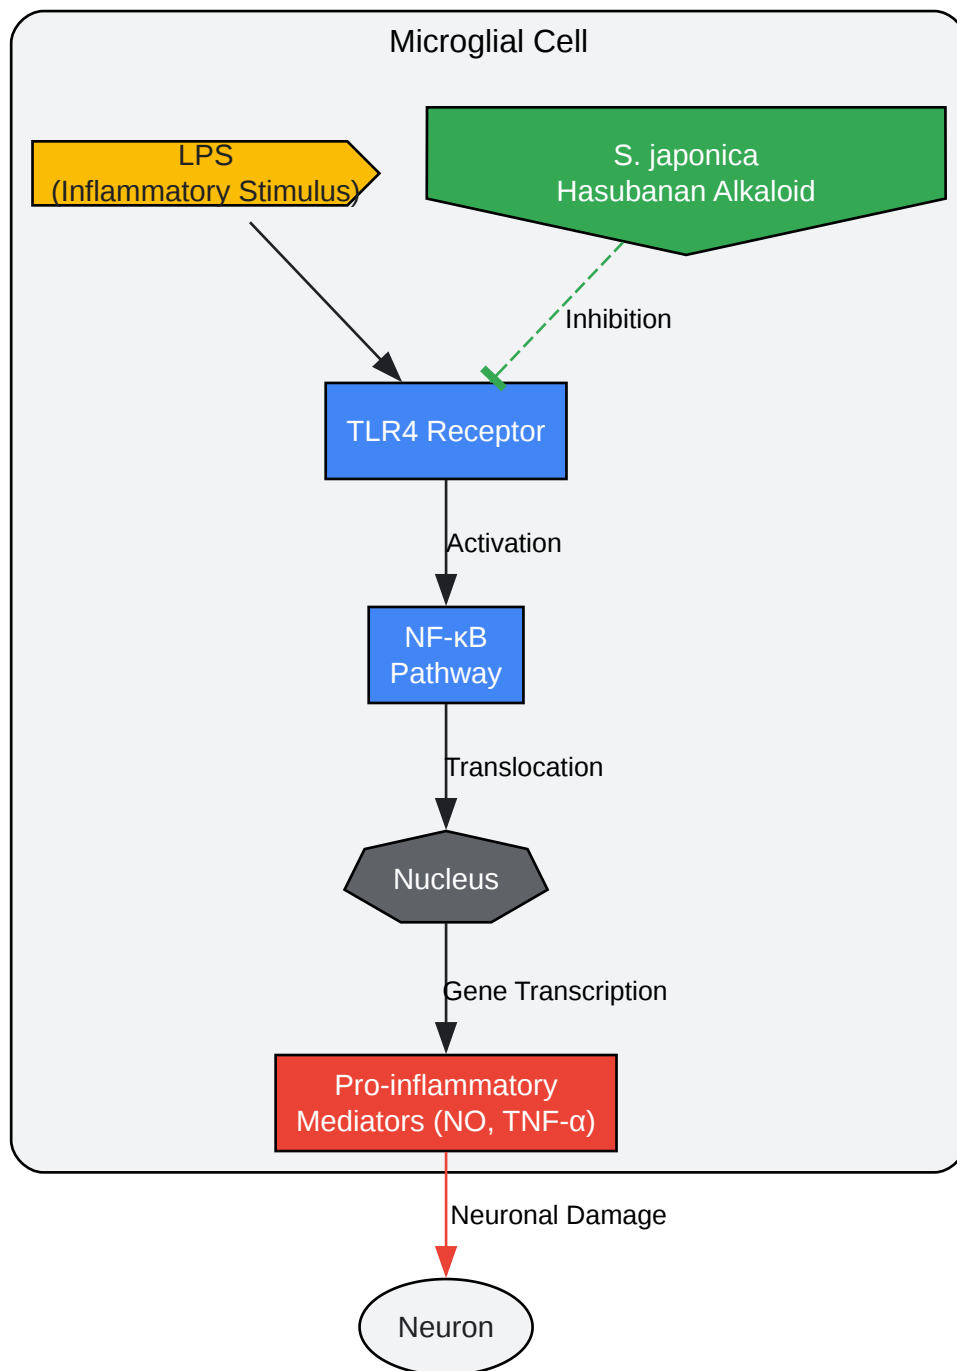 Microglial Cell
LPS
(Inflammatory Stimulus)
S. japonica
Hasubanan Alkaloid
Inhibition
TLR4 Receptor
Activation
NF-κB
Pathway
Translocation
Nucleus
Gene Transcription
Pro-inflammatory
Mediators (NO, TNF-α)
Neuronal Damage
Neuron